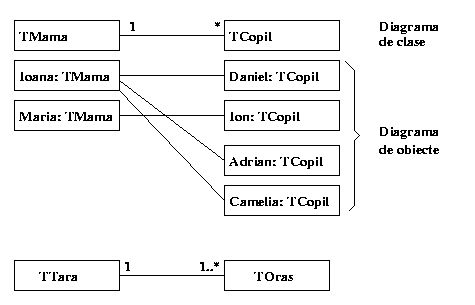 1 * Diagrama
TMama TCopil de clase
Ioana: TMama Daniel: TCopil
Maria: TMama Ion: TCopil
Diagrama
de obiecte
Adrian: TCopil
Camelia: TCopil
1 1..*
TTara TOras